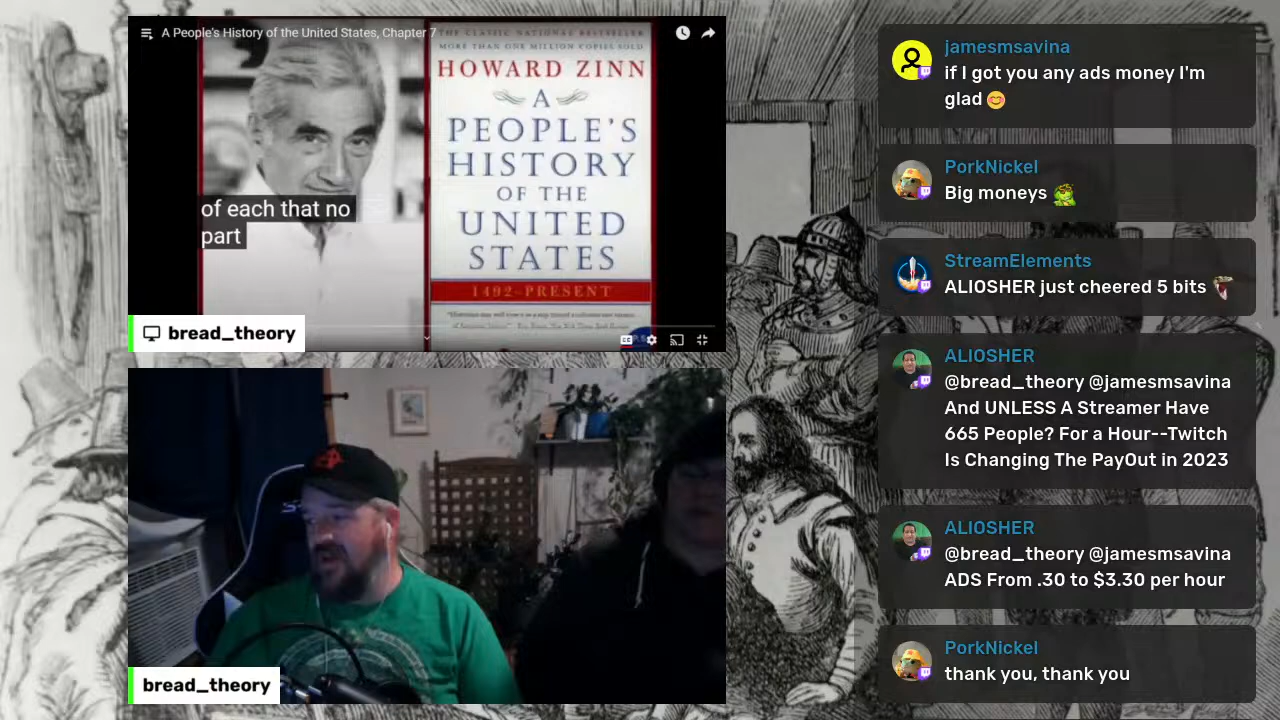 A People's History of the United States, Chapter 7
THE CLASSIC NATIONAL BESTSELLER
MORE THAN ONE MILLION COPIES SOLD
HOWARD ZINN
A
PEOPLE'S
HISTORY
OF THE
UNITED
STATES
1492–PRESENT
of each that no
part
bread_theory
bread_theory
jamesmsavina
if I got you any ads money I'm
glad 😊
PorkNickel
Big moneys
StreamElements
ALIOSHER just cheered 5 bits
ALIOSHER
@bread_theory @jamesmsavina
And UNLESS A Streamer Have
665 People? For a Hour--Twitch
Is Changing The PayOut in 2023
ALIOSHER
@bread_theory @jamesmsavina
ADS From .30 to $3.30 per hour
PorkNickel
thank you, thank you